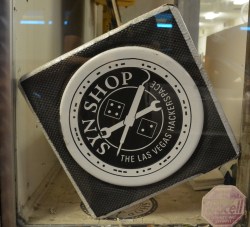 SYN SHOP
THE LAS VEGAS HACKERSPACE